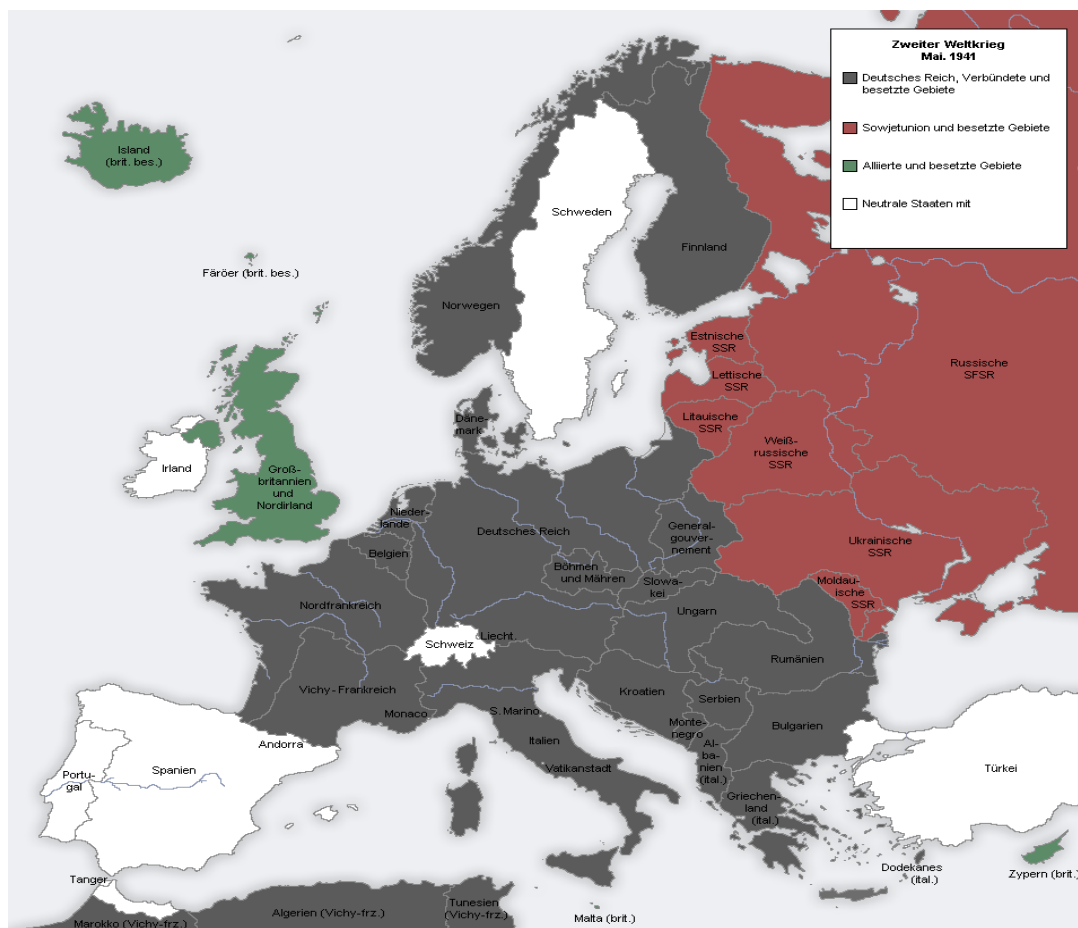 Zweiter Weltkrieg
Mai. 1941
Deutsches Reich, Verbündete und
besetzte Gebiete
Sowjetunion und besetzte Gebiete
Alliierte und besetzte Gebiete
Neutrale Staaten mit
Island
(brit. bes.)
Färöer (brit. bes.)
Schweden
Finnland
Norwegen
Estnische
SSR
Lettische
SSR
Litauische
SSR
Russische
SFSR
Weiß-
russische
SSR
Däne-
mark
Irland
Groß-
britannien
und
Nordirland
Nieder-
lande
Belgien
Deutsches Reich
General-
gouver-
nement
Ukrainische
SSR
Böhmen
und Mähren
Slowa-
kei
Moldau-
ische
SSR
Nordfrankreich
Ungarn
Schweiz
Liecht.
Rumänien
Vichy-Frankreich
Kroatien
Serbien
Monaco
S. Marino
Monte-
negro
Bulgarien
Italien
Andorra
Al-
ba-
nien
(ital.)
Vatikanstadt
Portu-
gal
Spanien
Türkei
Griechen-
land
(ital.)
Tanger
Dodekanes
(ital.)
Zypern (brit.)
Marokko (Vichy-frz.)
Algerien (Vichy-frz.)
Tunesien
(Vichy-frz.)
Malta (brit.)